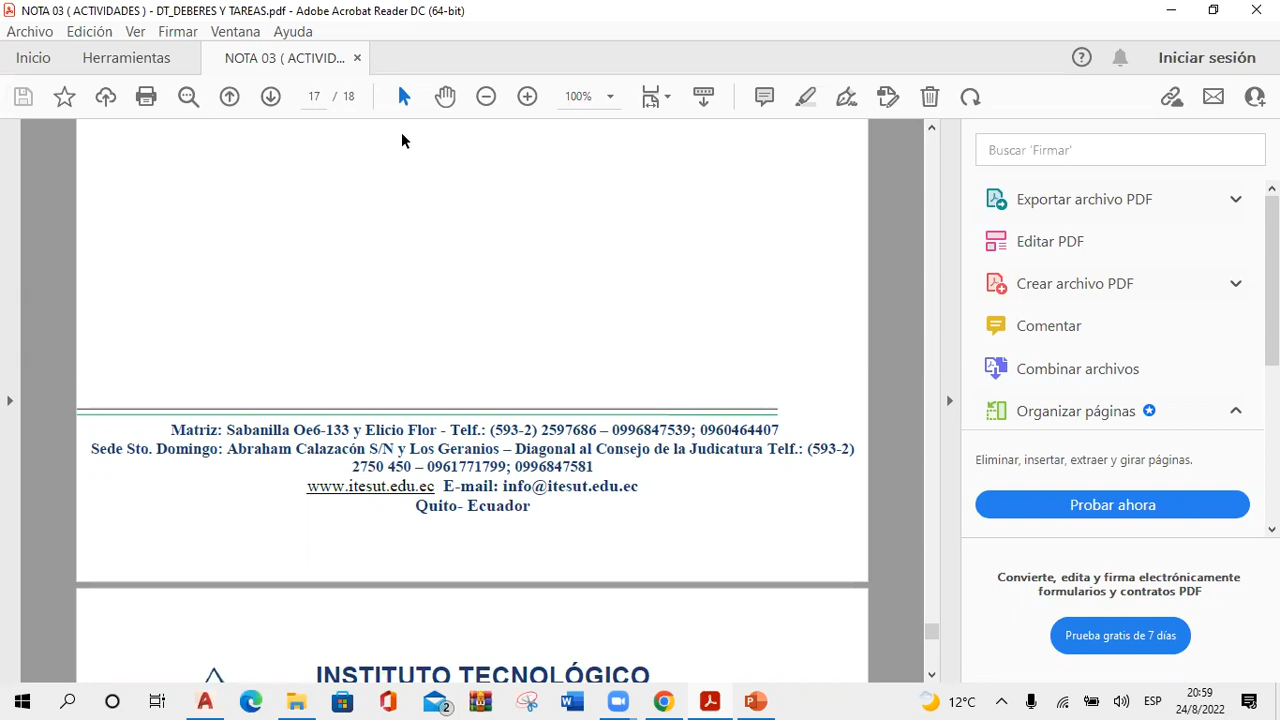 NOTA 03 ( ACTIVIDADES ) - DT_DEBERES Y TAREAS.pdf - Adobe Acrobat Reader DC (64-bit)
Archivo Edición Ver Firmar Ventana Ayuda
Inicio Herramientas NOTA 03 ( ACTIVID... × Iniciar sesión
17 / 18 100%
Buscar 'Firmar'
Exportar archivo PDF
Editar PDF
Crear archivo PDF
Comentar
Combinar archivos
Organizar páginas
Eliminar, insertar, extraer y girar páginas.
Probar ahora
Convierte, edita y firma electrónicamente
formularios y contratos PDF
Prueba gratis de 7 días
Matriz: Sabanilla Oe6-133 y Elicio Flor - Telf.: (593-2) 2597686 – 0996847539; 0960464407
Sede Sto. Domingo: Abraham Calazacón S/N y Los Geranios – Diagonal al Consejo de la Judicatura Telf.: (593-2)
2750 450 – 0961771799; 0996847581
www.itesut.edu.ec E-mail: info@itesut.edu.ec
Quito- Ecuador
INSTITUTO TECNOLÓGICO
2
12°C
ESP
20:59
24/8/2022